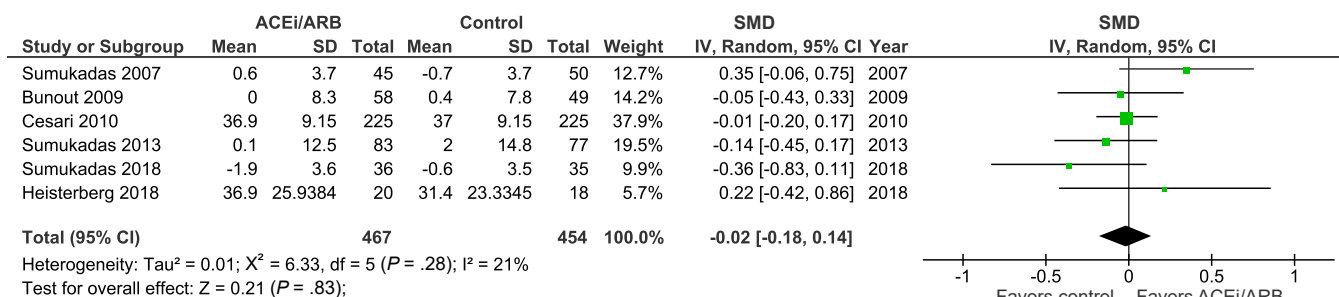 ACEi/ARB Control SMD SMD
Study or Subgroup Mean SD Total Mean SD Total Weight IV, Random, 95% CI Year IV, Random, 95% CI
Sumukadas 2007 0.6 3.7 45 -0.7 3.7 50 12.7% 0.35 [-0.06, 0.75] 2007
Bunout 2009 0 8.3 58 0.4 7.8 49 14.2% -0.05 [-0.43, 0.33] 2009
Cesari 2010 36.9 9.15 225 37 9.15 225 37.9% -0.01 [-0.20, 0.17] 2010
Sumukadas 2013 0.1 12.5 83 2 14.8 77 19.5% -0.14 [-0.45, 0.17] 2013
Sumukadas 2018 -1.9 3.6 36 -0.6 3.5 35 9.9% -0.36 [-0.83, 0.11] 2018
Heisterberg 2018 36.9 25.9384 20 31.4 23.3345 18 5.7% 0.22 [-0.42, 0.86] 2018
Total (95% CI) 467 454 100.0% -0.02 [-0.18, 0.14]
Heterogeneity: Tau² = 0.01; X² = 6.33, df = 5 (P = .28); I² = 21%
Test for overall effect: Z = 0.21 (P = .83);
-1 -0.5 0 0.5 1
Favors control Favors ACEi/ARB